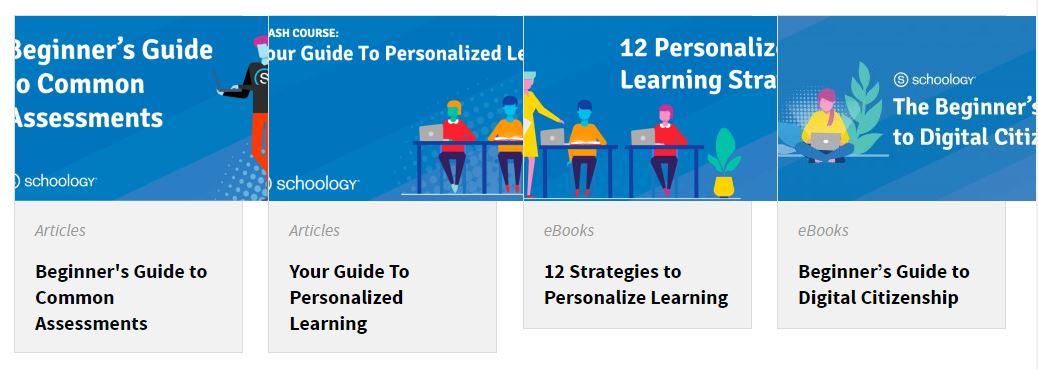 Beginner's Guide
o Common
Assessments
schoology
Articles
Beginner's Guide to
Common
Assessments
ASH COURSE:
our Guide To Personalized Le
schoology
Articles
Your Guide To
Personalized
Learning
12 Personaliz
Learning Stra
eBooks
12 Strategies to
Personalize Learning
schoology
The Beginner's
to Digital Citiz
eBooks
Beginner’s Guide to
Digital Citizenship